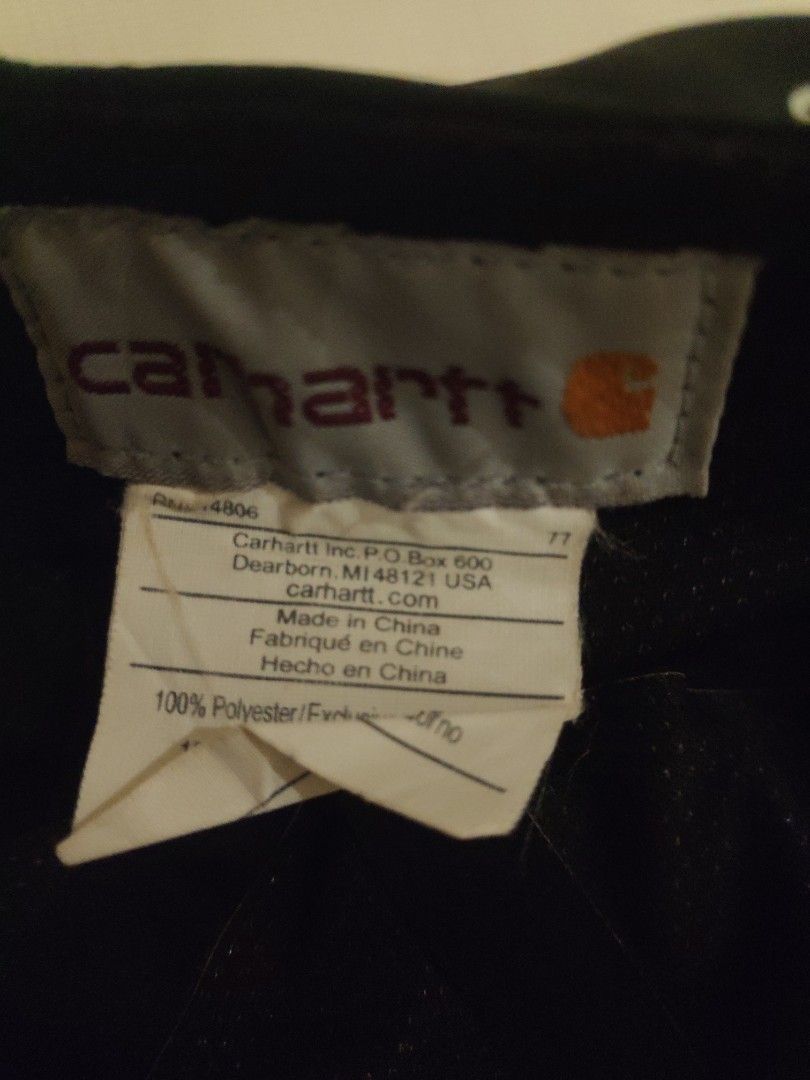 carhartt
4806
77
Carhartt Inc. P.O. Box 600
Dearborn, MI 48121 USA
carhartt.com
Made in China
Fabriqué en Chine
Hecho en China
100% Polyester/